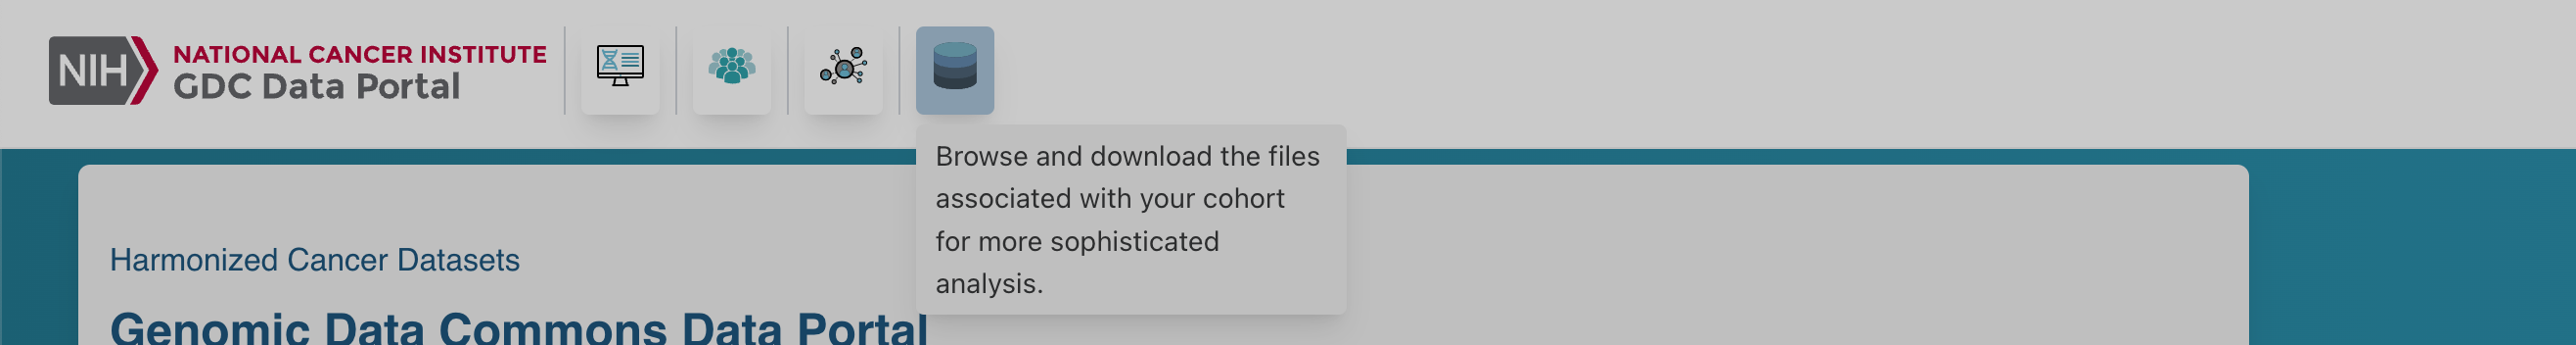 NIH
NATIONAL CANCER INSTITUTE
GDC Data Portal
Browse and download the files
associated with your cohort
for more sophisticated
analysis.
Harmonized Cancer Datasets
Genomic Data Commons Data Portal